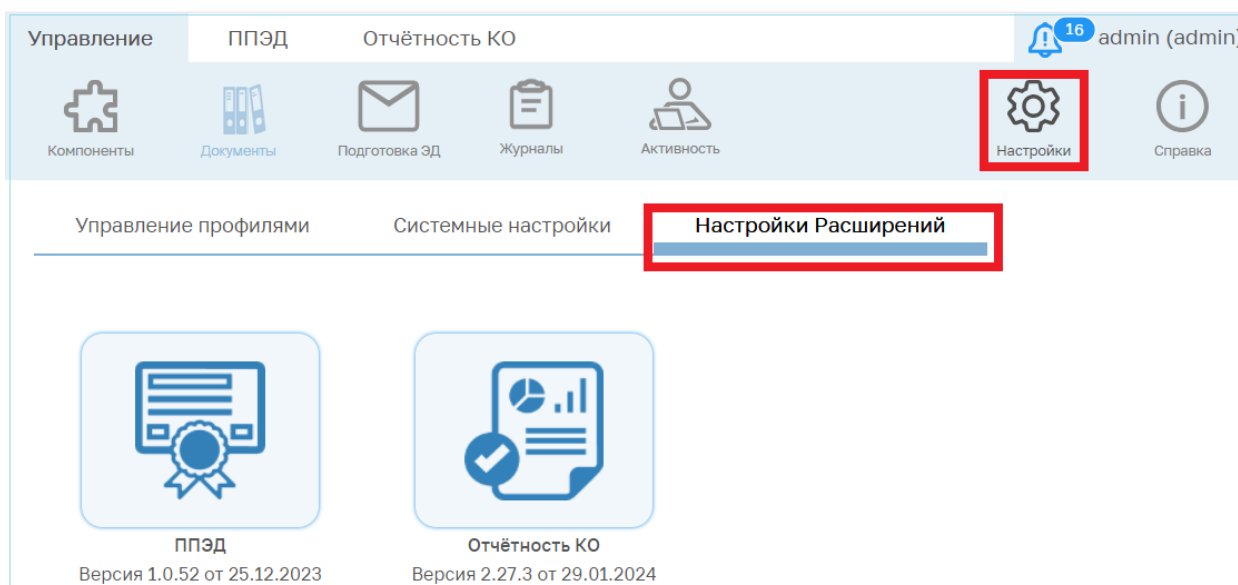 Управление ППЭД Отчётность КО 16 admin (admin)
Компоненты Документы Подготовка ЭД Журналы Активность Настройки Справка
Управление профилями Системные настройки Настройки Расширений
ППЭД Отчётность КО
Версия 1.0.52 от 25.12.2023 Версия 2.27.3 от 29.01.2024